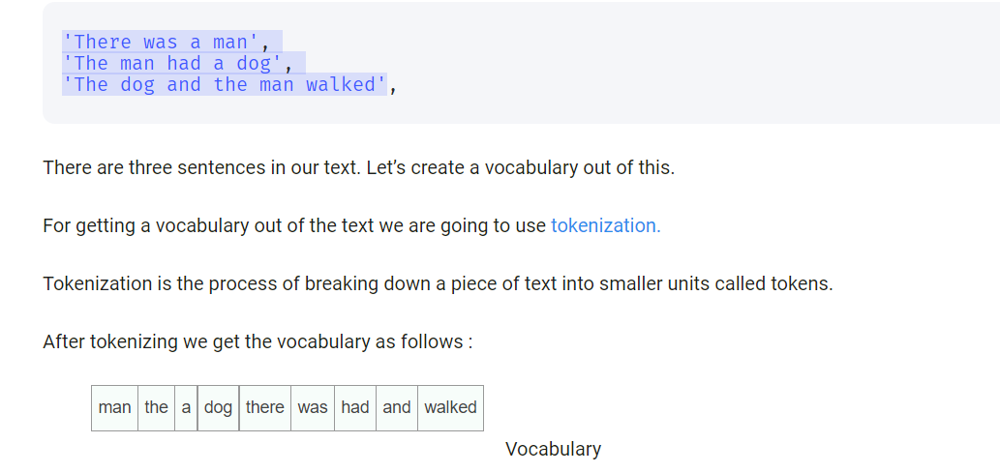 'There was a man',
'The man had a dog',
'The dog and the man walked',
There are three sentences in our text. Let’s create a vocabulary out of this.
For getting a vocabulary out of the text we are going to use tokenization.
Tokenization is the process of breaking down a piece of text into smaller units called tokens.
After tokenizing we get the vocabulary as follows :
man the a dog there was had and walked
Vocabulary